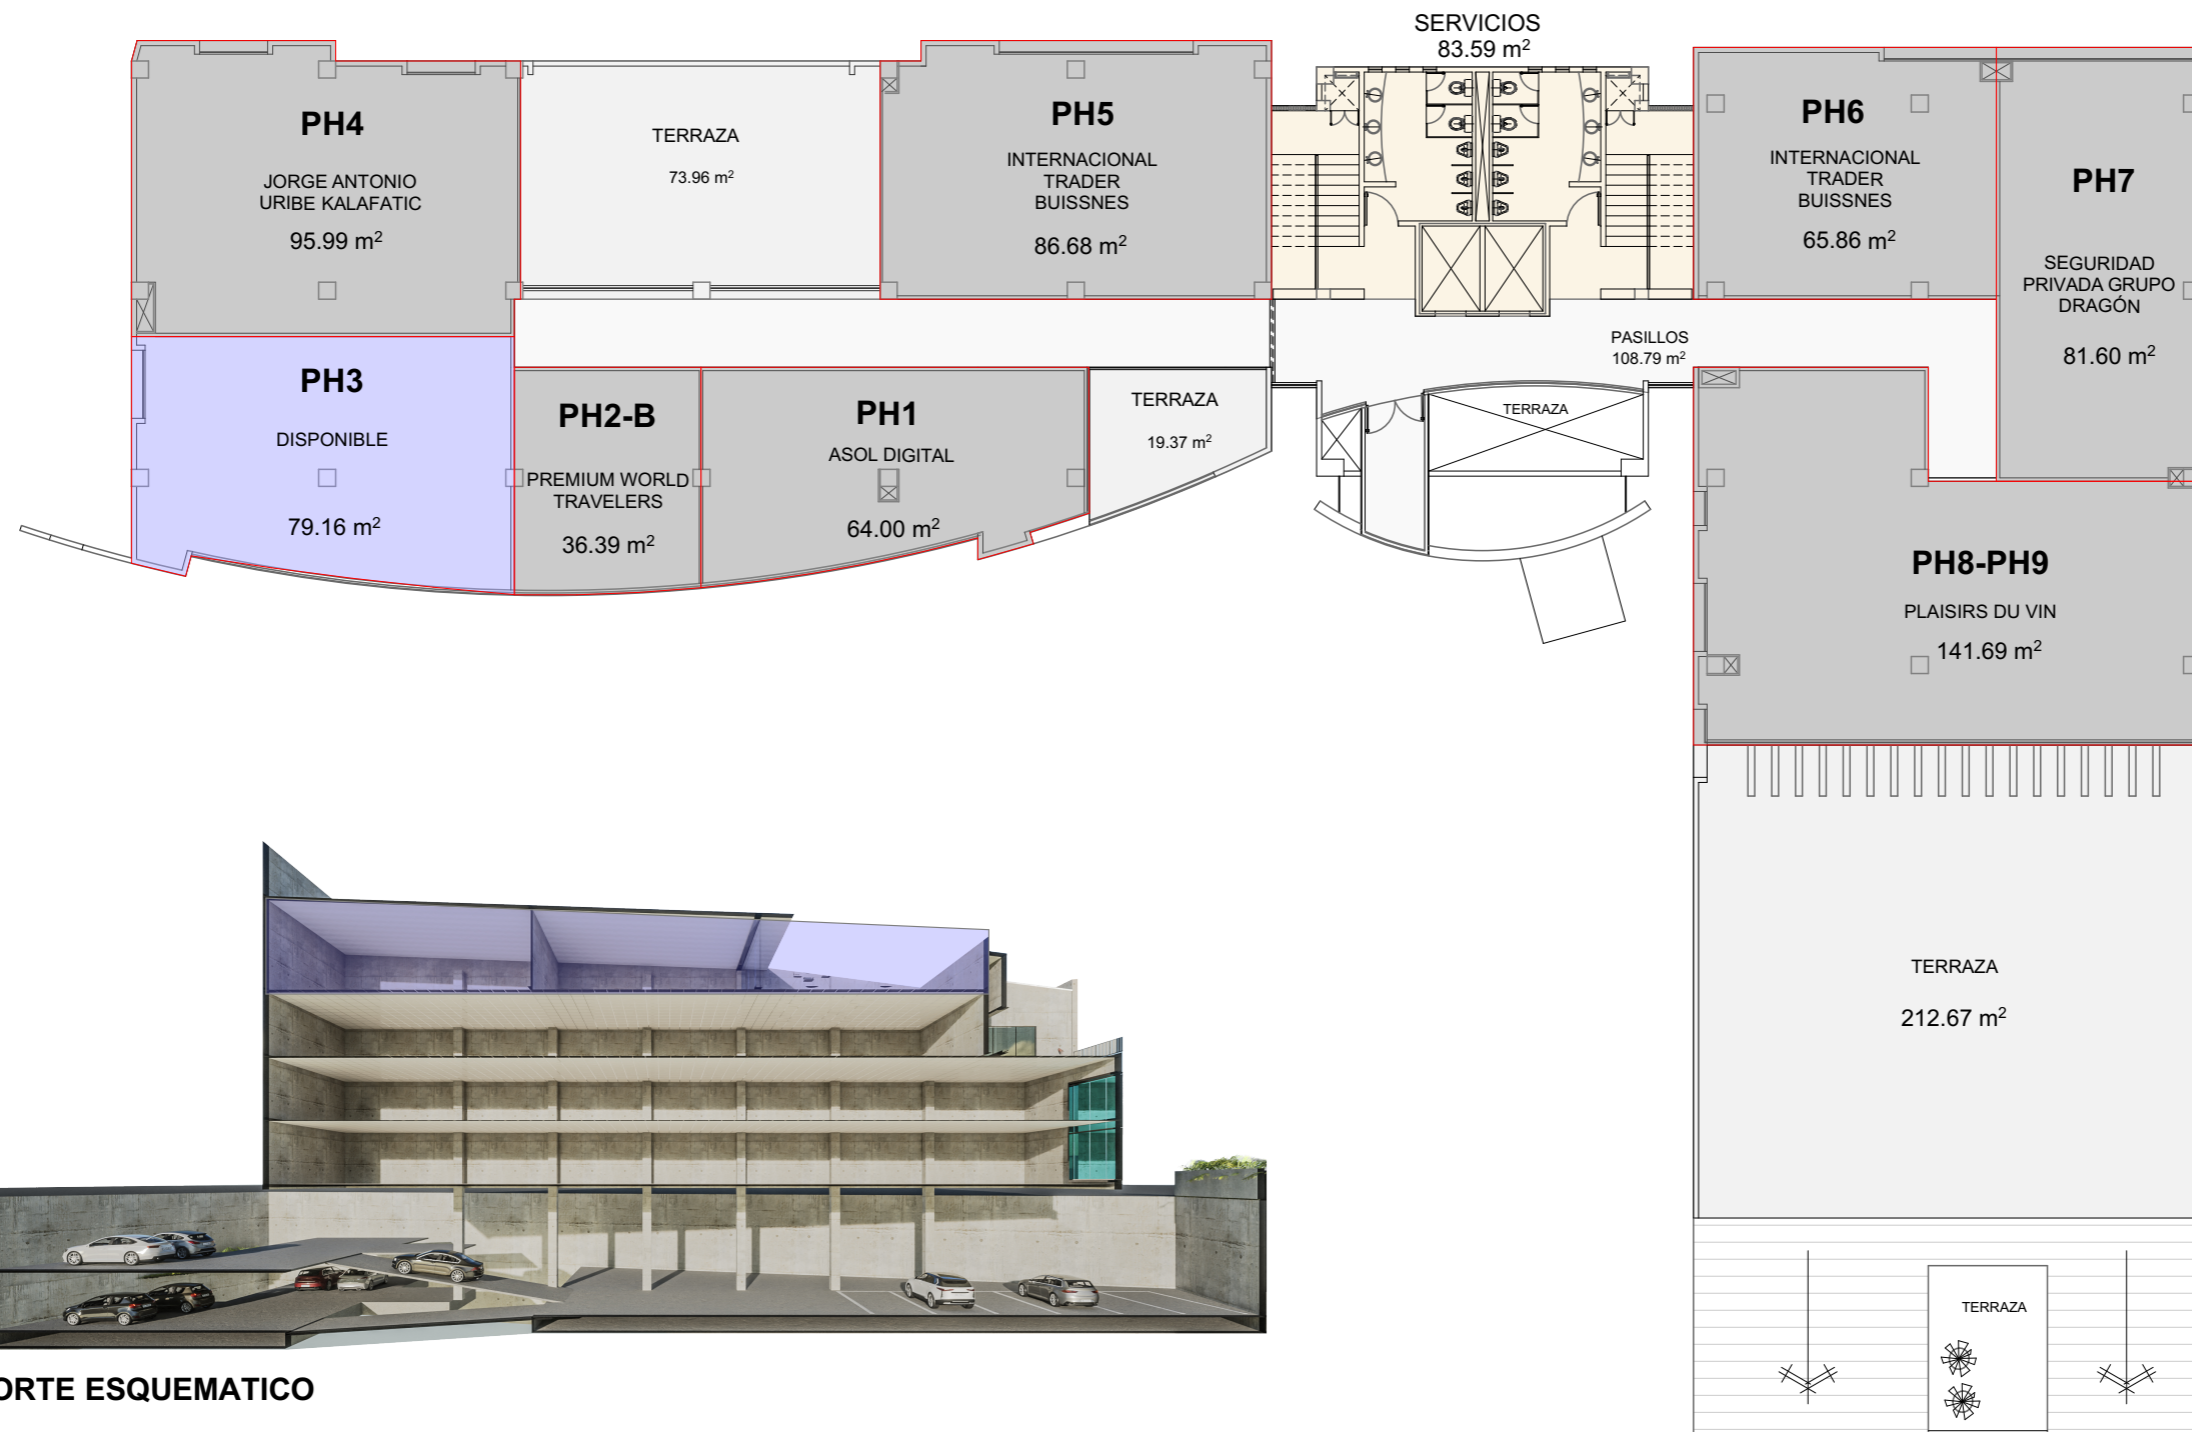 SERVICIOS
83.59 m²
PH4
JORGE ANTONIO
URIBE KALAFATIC
95.99 m²
TERRAZA
73.96 m²
PH5
INTERNACIONAL
TRADER
BUISSNES
86.68 m²
PH6
INTERNACIONAL
TRADER
BUISSNES
65.86 m²
PH7
SEGURIDAD
PRIVADA GRUPO
DRAGÓN
81.60 m²
PASILLOS
108.79 m²
PH3
DISPONIBLE
79.16 m²
PH2-B
PREMIUM WORLD
TRAVELERS
36.39 m²
PH1
ASOL DIGITAL
64.00 m²
TERRAZA
19.37 m²
TERRAZA
PH8-PH9
PLAISIRS DU VIN
141.69 m²
TERRAZA
212.67 m²
TERRAZA
ORTE ESQUEMATICO